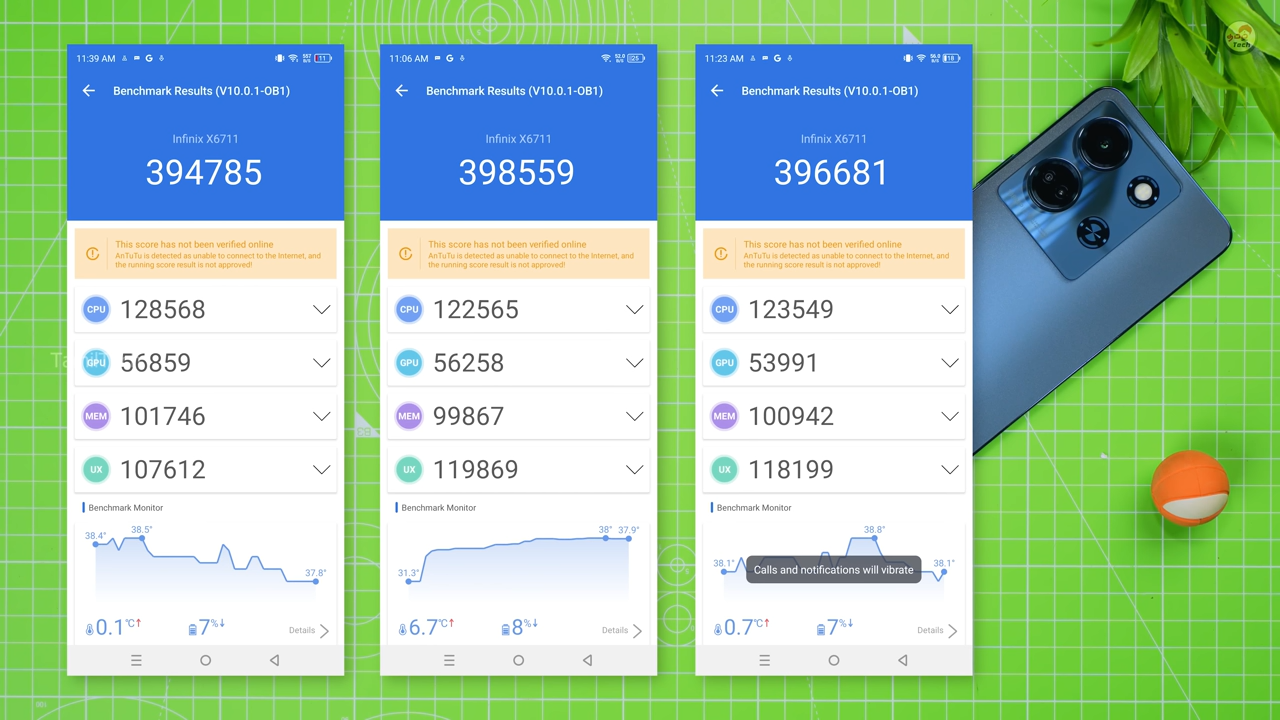 11:39 AM
11
Benchmark Results (V10.0.1-OB1)
Infinix X6711
394785
This score has not been verified online
AnTuTu is detected as unable to connect to the Internet, and
the running score result is not approved!
CPU 128568
GPU 56859
MEM 101746
UX 107612
Benchmark Monitor
38.4°
38.5°
37.8°
0.1°C↑ 7%↓ Details
11:06 AM
25
Benchmark Results (V10.0.1-OB1)
Infinix X6711
398559
This score has not been verified online
AnTuTu is detected as unable to connect to the Internet, and
the running score result is not approved!
CPU 122565
GPU 56258
MEM 99867
UX 119869
Benchmark Monitor
31.3°
38° 37.9°
6.7°C↑ 8%↓ Details
11:23 AM
18
Benchmark Results (V10.0.1-OB1)
Infinix X6711
396681
This score has not been verified online
AnTuTu is detected as unable to connect to the Internet, and
the running score result is not approved!
CPU 123549
GPU 53991
MEM 100942
UX 118199
Benchmark Monitor
38.1°
38.8°
38.1°
Calls and notifications will vibrate
0.7°C↑ 7%↓ Details
Tech